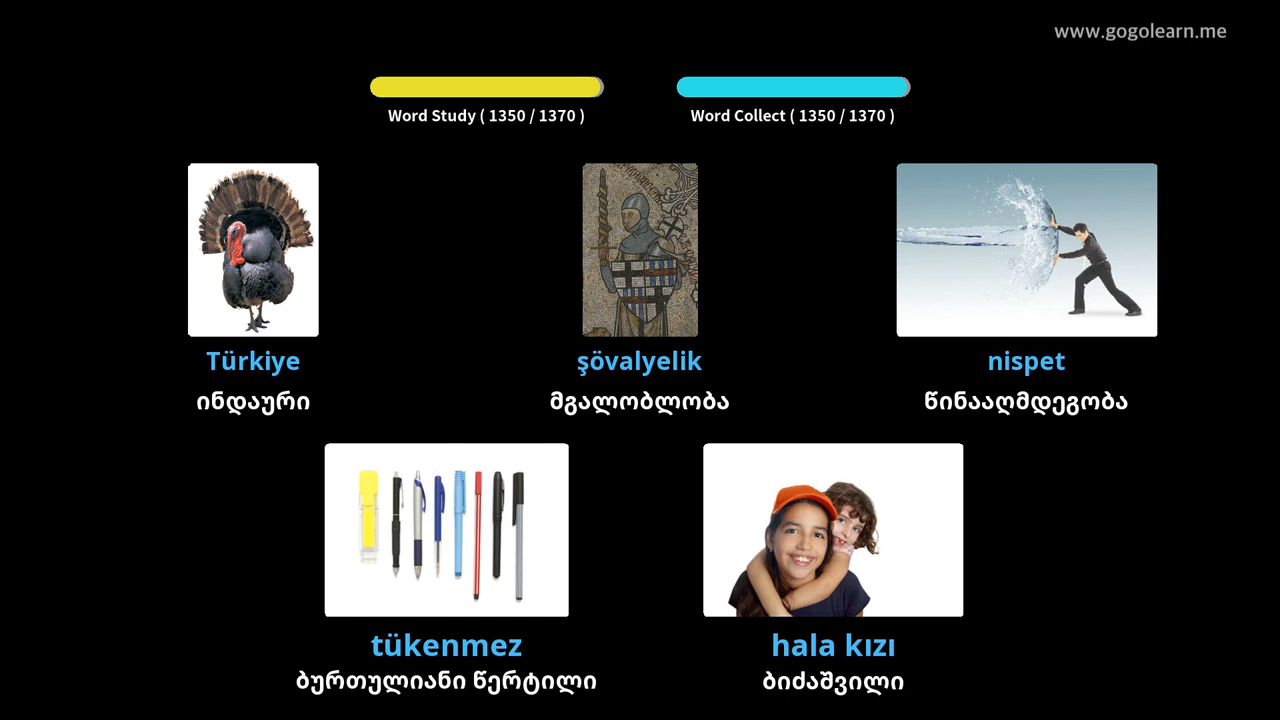 www.gogolearn.me
Word Study ( 1350 / 1370 )
Word Collect ( 1350 / 1370 )
Türkiye
şövalyelik
nispet
ინდაური
მგალობლობა
წინააღმდეგობა
tükenmez
hala kızı
ბურთულიანი წერტილი
ბიძაშვილი